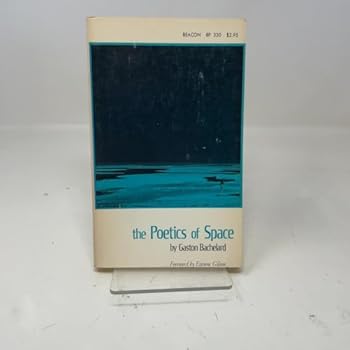 BEACON BP 330 $2.95
the Poetics of Space
by Gaston Bachelard
Foreword by Etienne Gilson